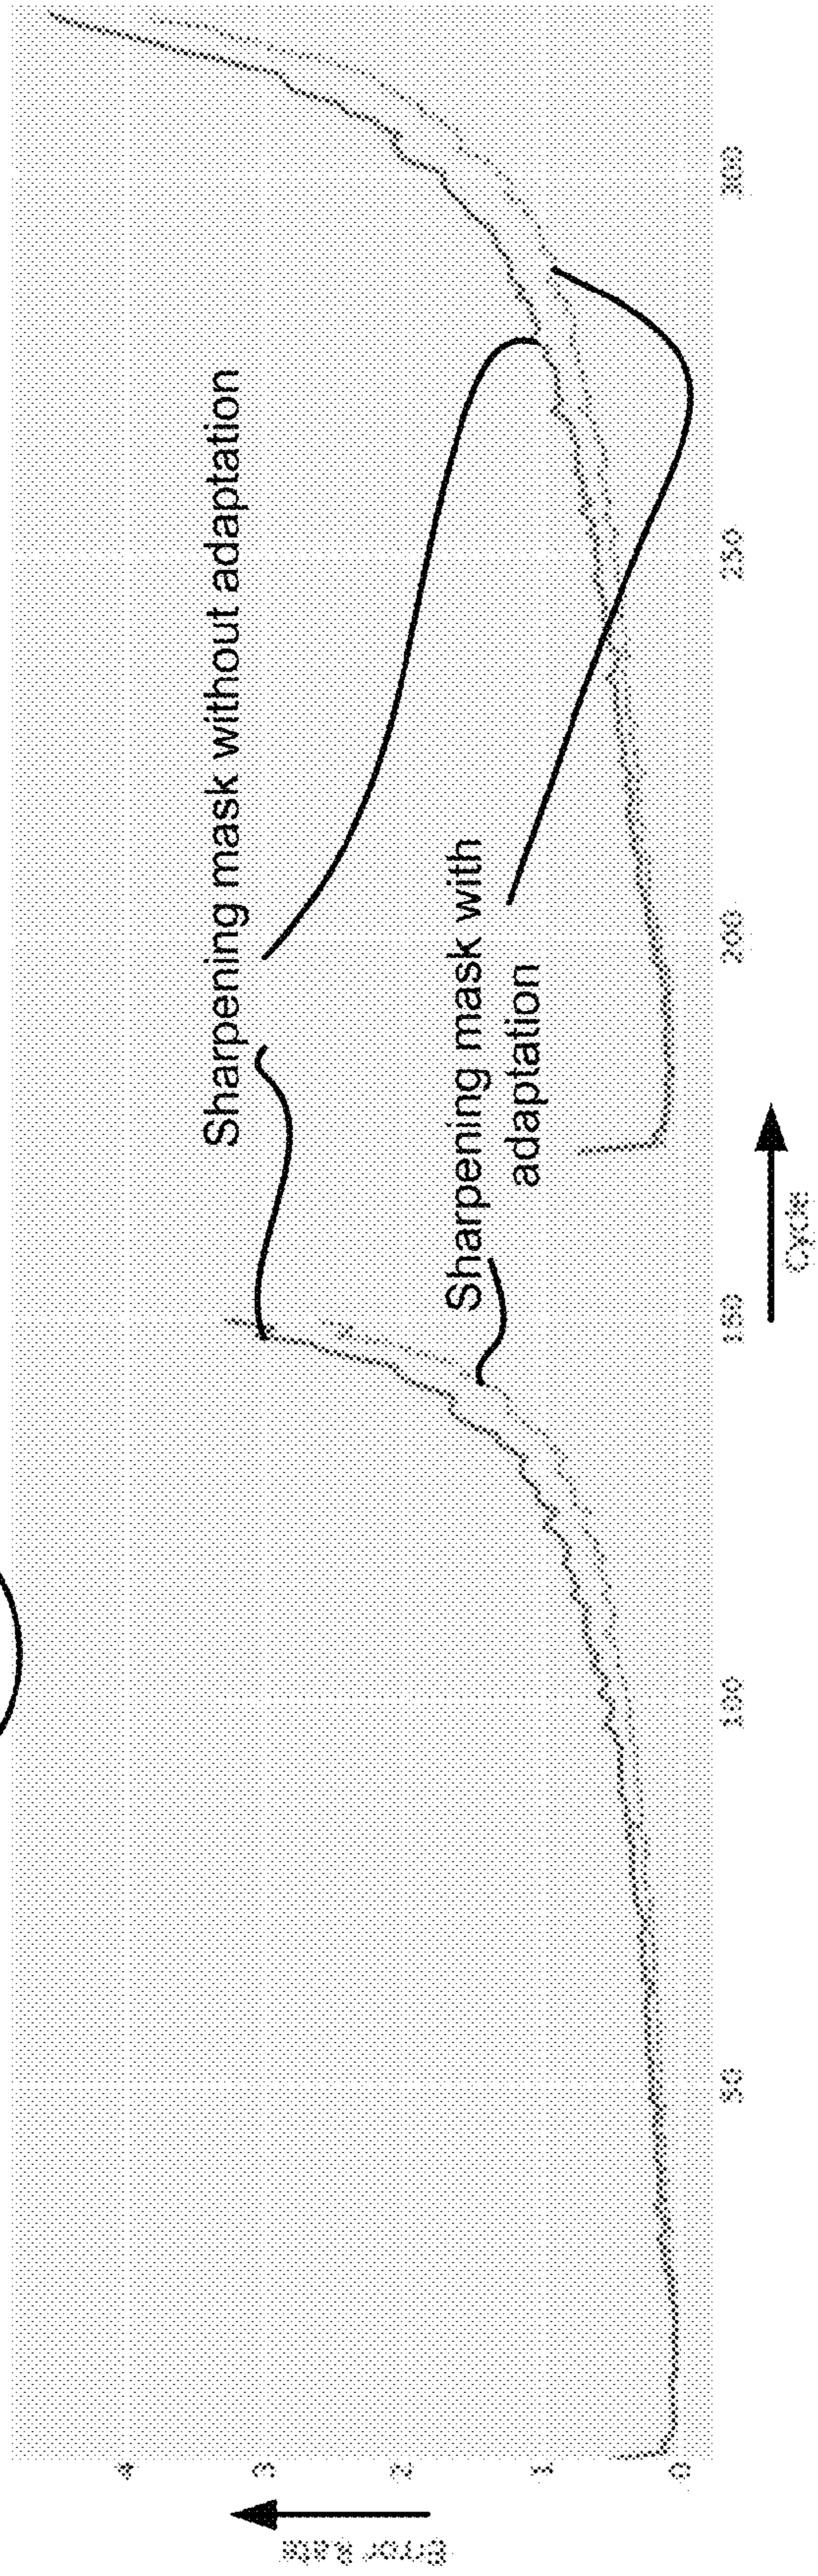 Sharpening mask without adaptation
Sharpening mask with
adaptation
Error Rate
4
3
2
1
0
50
100
150
200
250
300
Cycle